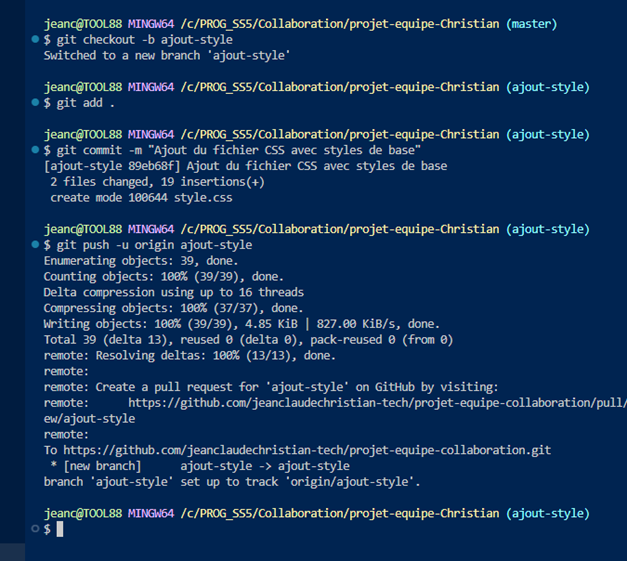 jeanc@TOOL88 MINGW64 /c/PROG_SS5/Collaboration/projet-equipe-Christian (master)
$ git checkout -b ajout-style
Switched to a new branch 'ajout-style'
jeanc@TOOL88 MINGW64 /c/PROG_SS5/Collaboration/projet-equipe-Christian (ajout-style)
$ git add .
jeanc@TOOL88 MINGW64 /c/PROG_SS5/Collaboration/projet-equipe-Christian (ajout-style)
$ git commit -m "Ajout du fichier CSS avec styles de base"
[ajout-style 89eb68f] Ajout du fichier CSS avec styles de base
 2 files changed, 19 insertions(+)
 create mode 100644 style.css
jeanc@TOOL88 MINGW64 /c/PROG_SS5/Collaboration/projet-equipe-Christian (ajout-style)
$ git push -u origin ajout-style
Enumerating objects: 39, done.
Counting objects: 100% (39/39), done.
Delta compression using up to 16 threads
Compressing objects: 100% (37/37), done.
Writing objects: 100% (39/39), 4.85 KiB | 827.00 KiB/s, done.
Total 39 (delta 13), reused 0 (delta 0), pack-reused 0 (from 0)
remote: Resolving deltas: 100% (13/13), done.
remote:
remote: Create a pull request for 'ajout-style' on GitHub by visiting:
remote:      https://github.com/jeanclaudechristian-tech/projet-equipe-collaboration/pull/
ew/ajout-style
remote:
To https://github.com/jeanclaudechristian-tech/projet-equipe-collaboration.git
 * [new branch]      ajout-style -> ajout-style
branch 'ajout-style' set up to track 'origin/ajout-style'.
jeanc@TOOL88 MINGW64 /c/PROG_SS5/Collaboration/projet-equipe-Christian (ajout-style)
$